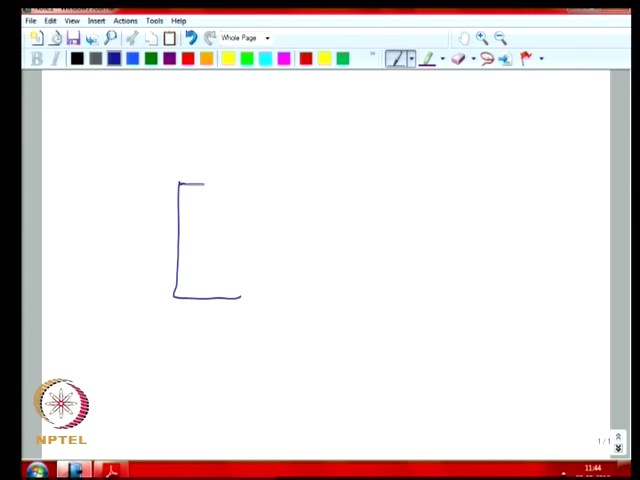 File Edit View Insert Actions Tools Help
Whole Page
B I
NPTEL
1/1
11:44